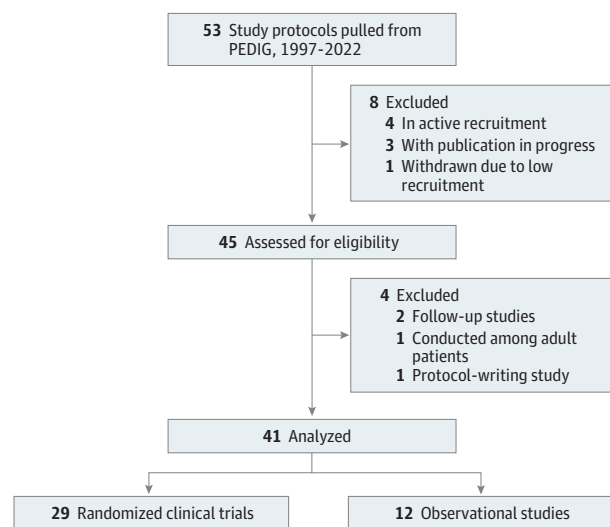 53 Study protocols pulled from
PEDIG, 1997-2022
8 Excluded
4 In active recruitment
3 With publication in progress
1 Withdrawn due to low
recruitment
45 Assessed for eligibility
4 Excluded
2 Follow-up studies
1 Conducted among adult
patients
1 Protocol-writing study
41 Analyzed
29 Randomized clinical trials
12 Observational studies